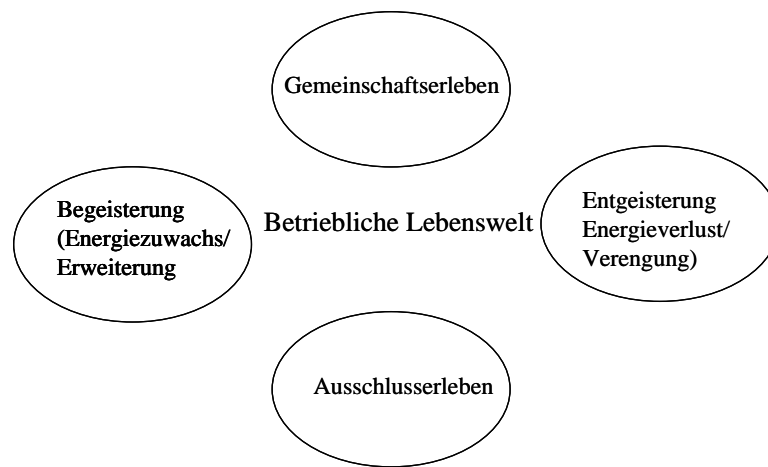 Gemeinschaftserleben
Begeisterung
(Energiezuwachs/
Erweiterung
Betriebliche Lebenswelt
Entgeisterung
Energieverlust/
Verengung)
Ausschlusserleben